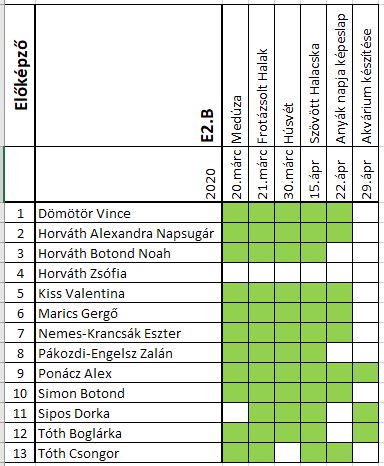 Előképző
E2.B
2020
20.márc Medúza
21.márc Frotázsolt Halak
30.márc Húsvét
15.ápr Szövött Halacska
22.ápr Anyák napja képeslap
29.ápr Akvárium készítése
1 Dömötör Vince
2 Horváth Alexandra Napsugár
3 Horváth Botond Noah
4 Horváth Zsófia
5 Kiss Valentina
6 Marics Gergő
7 Nemes-Krancsák Eszter
8 Pákozdi-Engelsz Zalán
9 Ponácz Alex
10 Simon Botond
11 Sipos Dorka
12 Tóth Boglárka
13 Tóth Csongor